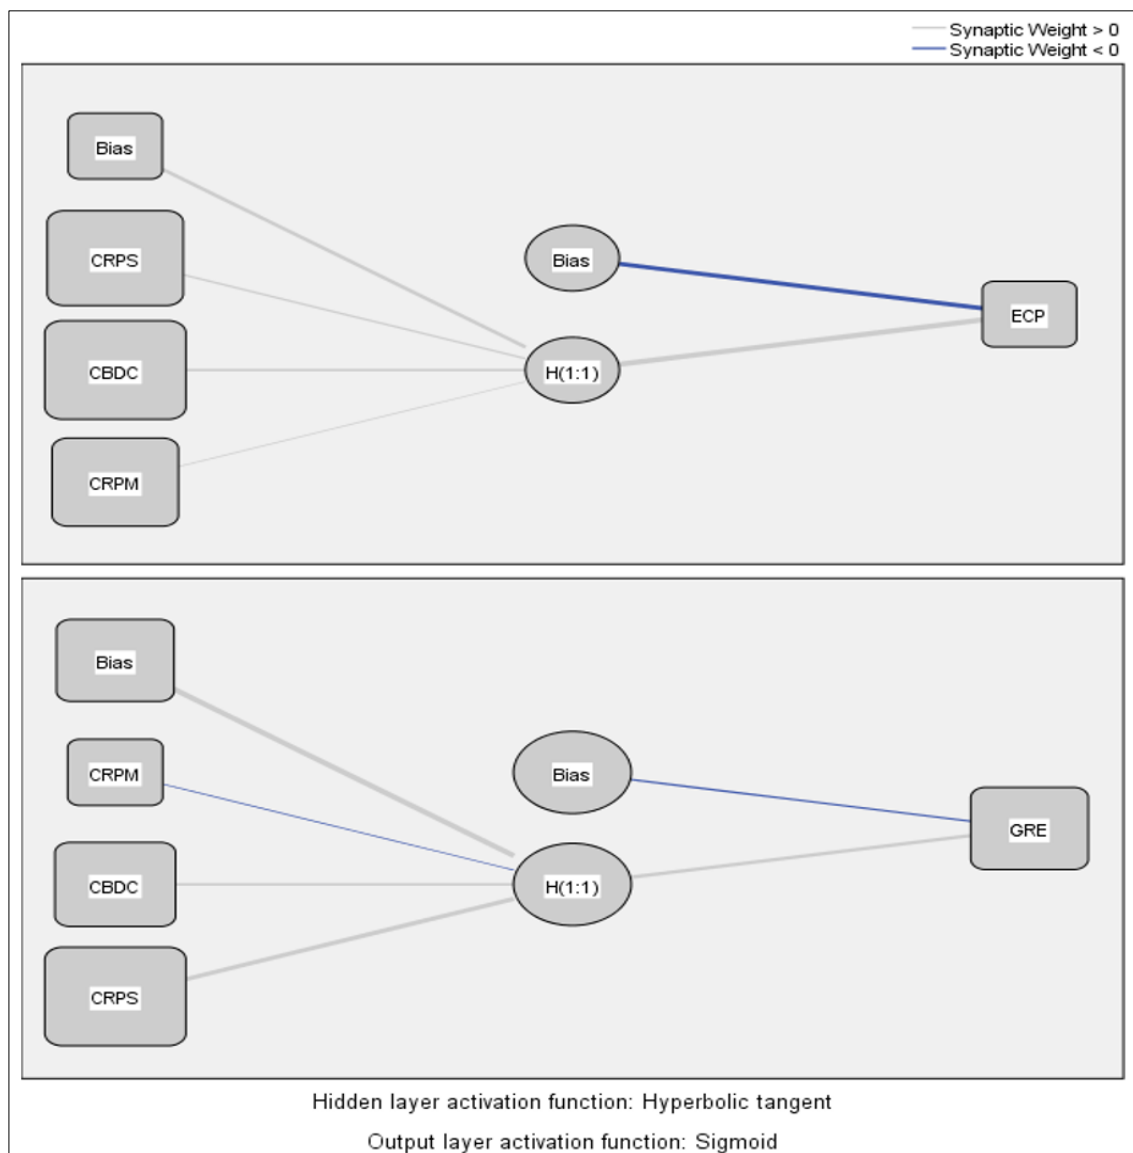 Synaptic Weight > 0
Synaptic Weight < 0
Bias
CRPS
CBDC
CRPM
Bias
H(1:1)
ECP
Bias
CRPM
CBDC
CRPS
Bias
H(1:1)
GRE
Hidden layer activation function: Hyperbolic tangent
Output layer activation function: Sigmoid